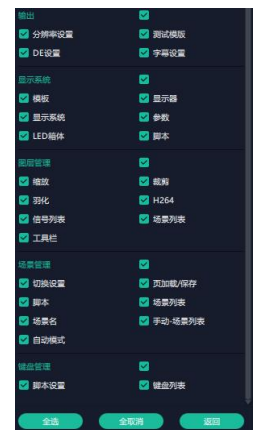 输出
分辨率设置 测试模版
DE设置 字幕设置
显示系统
模板 显示器
显示系统 参数
LED箱体 脚本
图层管理
缩放 裁剪
羽化 H264
信号列表 场景列表
工具栏
场景管理
切换设置 页加载/保存
脚本 场景列表
场景名 手动-场景列表
自动模式
键盘管理
脚本设置 键盘列表
全选 全取消 返回